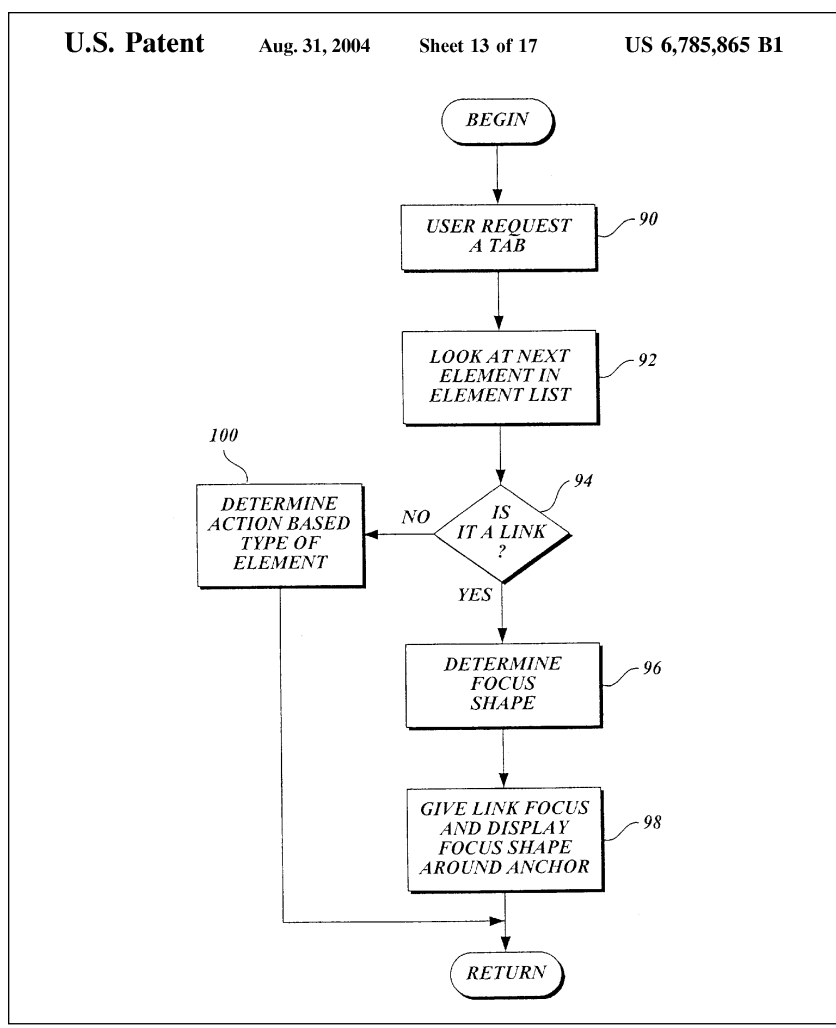 U.S. Patent Aug. 31, 2004 Sheet 13 of 17 US 6,785,865 B1
BEGIN
USER REQUEST
A TAB
90
LOOK AT NEXT
ELEMENT IN
ELEMENT LIST
92
100
DETERMINE
ACTION BASED
TYPE OF
ELEMENT
NO
IS
IT A LINK
?
94
YES
DETERMINE
FOCUS
SHAPE
96
GIVE LINK FOCUS
AND DISPLAY
FOCUS SHAPE
AROUND ANCHOR
98
RETURN